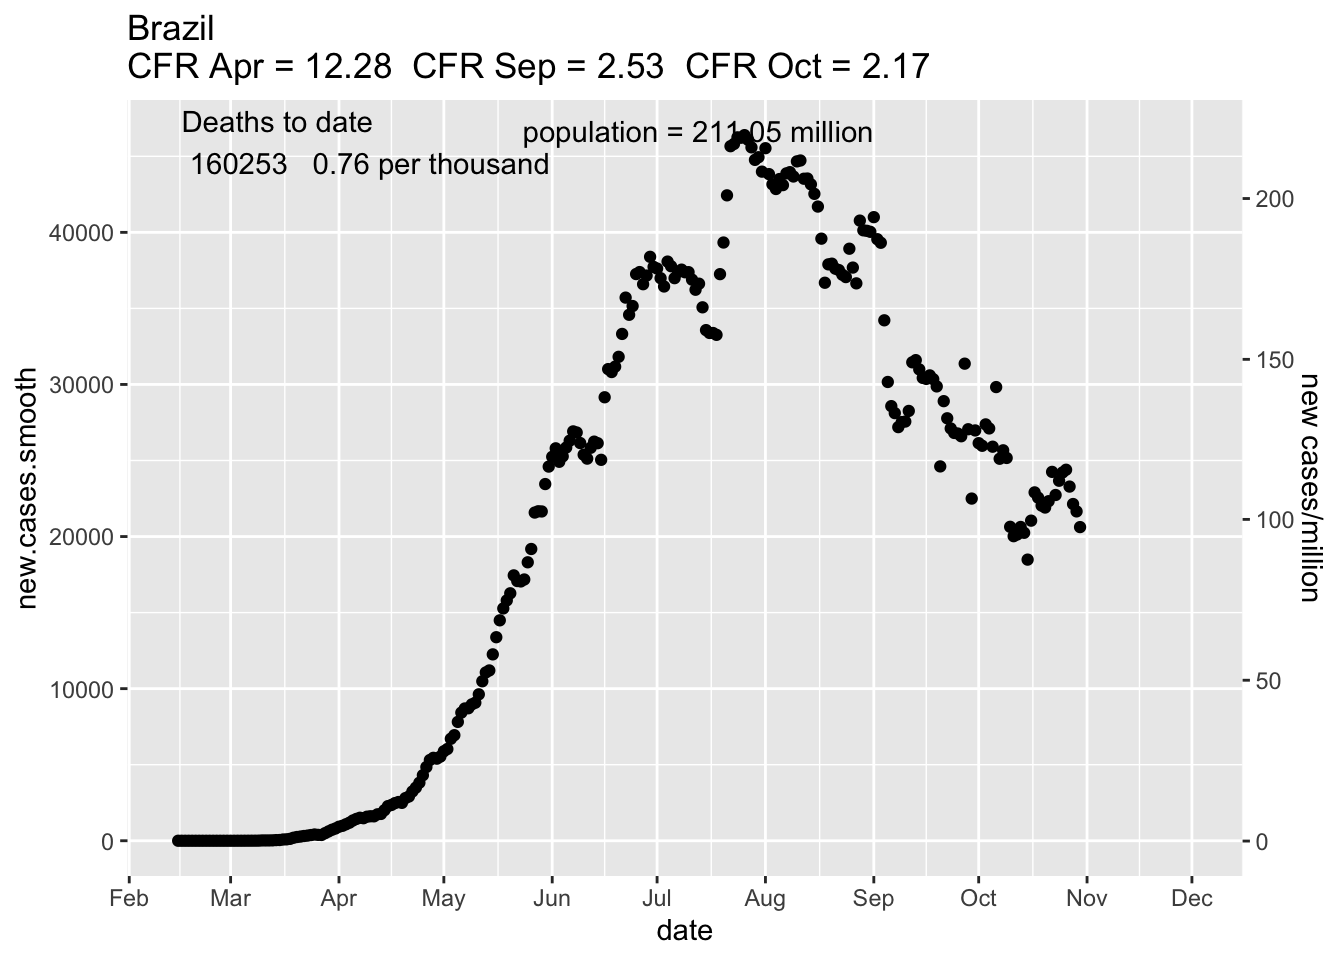 Brazil
CFR Apr = 12.28  CFR Sep = 2.53  CFR Oct = 2.17
Deaths to date
population = 211.05 million
160253   0.76 per thousand
40000
30000
20000
10000
0
new.cases.smooth
200
150
100
50
0
new cases/million
Feb Mar Apr May Jun Jul Aug Sep Oct Nov Dec
date